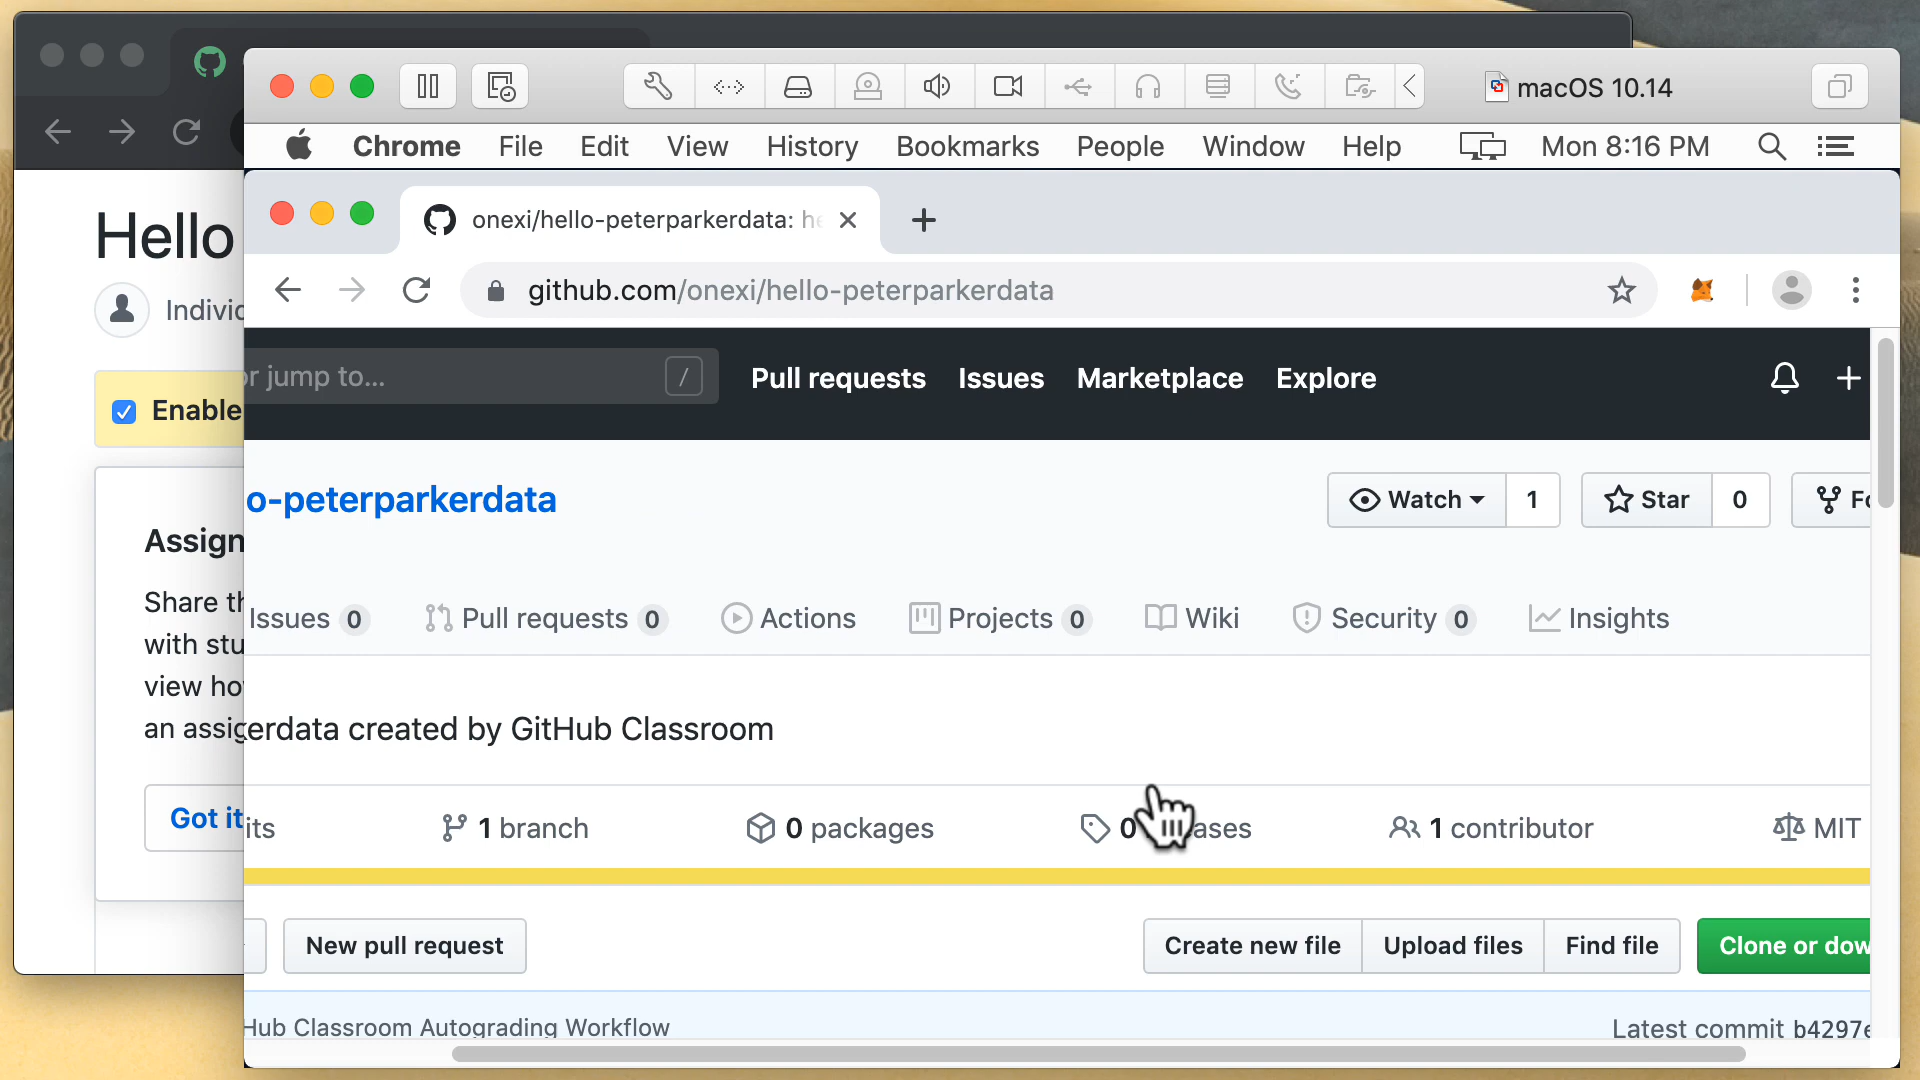 macOS 10.14
Chrome File Edit View History Bookmarks People Window Help Mon 8:16 PM
onexi/hello-peterparkerdata: he
github.com/onexi/hello-peterparkerdata
Hello
Individ
Enable
or jump to... / Pull requests Issues Marketplace Explore
o-peterparkerdata Watch 1 Star 0 Fo
Assign
Share th
with stu
view ho
an assig
Got it
Issues 0 Pull requests 0 Actions Projects 0 Wiki Security 0 Insights
erdata created by GitHub Classroom
its 1 branch 0 packages 0 ases 1 contributor MIT
New pull request Create new file Upload files Find file Clone or dow
Hub Classroom Autograding Workflow Latest commit b4297e